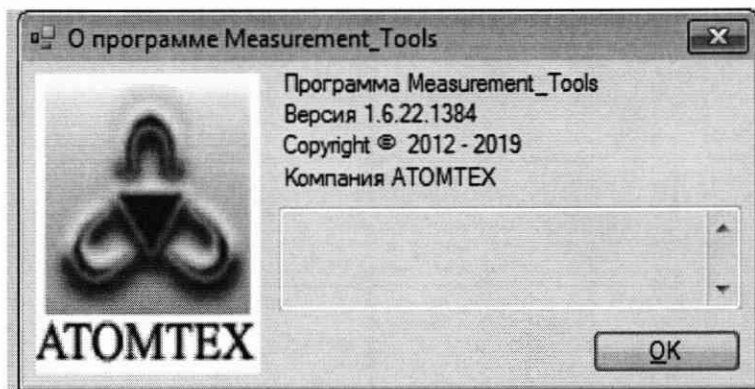 О программе Measurement_Tools
Программа Measurement_Tools
Версия 1.6.22.1384
Copyright © 2012 - 2019
Компания ATOMTEX
ATOMTEX
OK